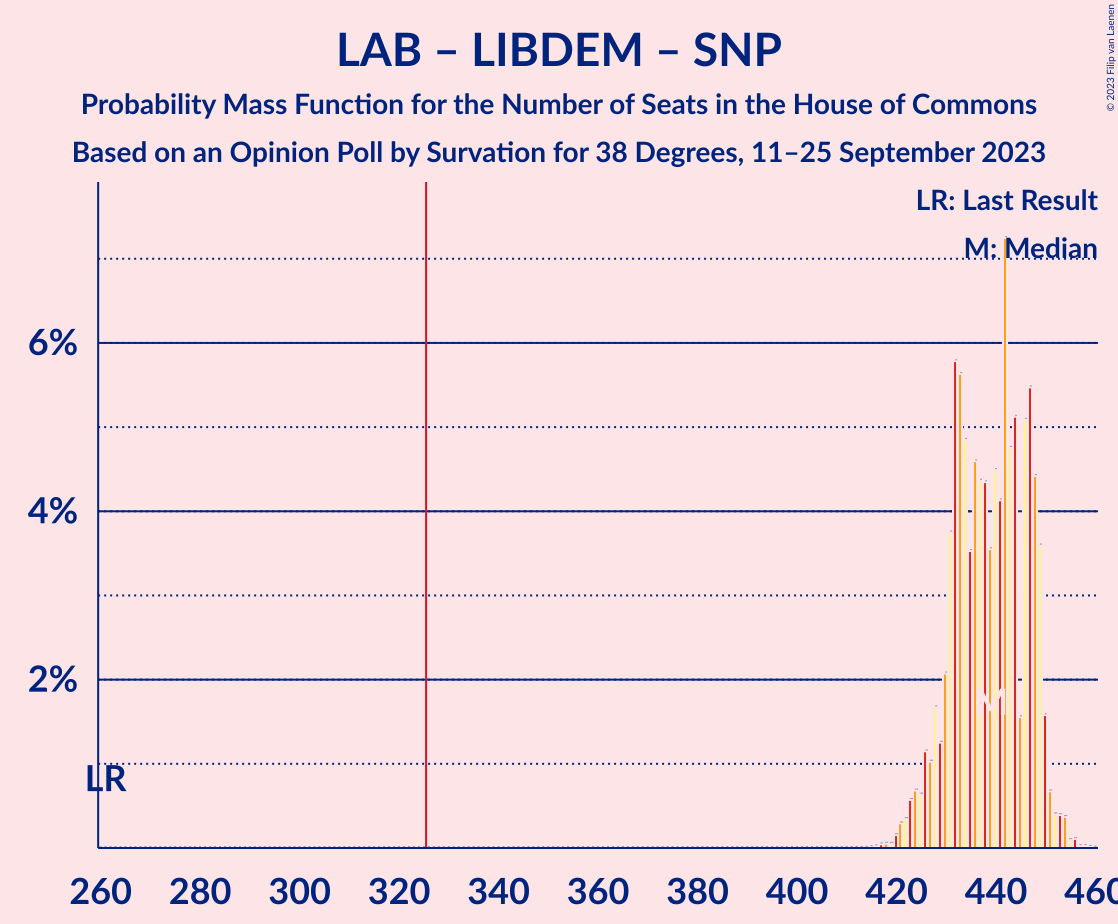 LAB – LIBDEM – SNP
Probability Mass Function for the Number of Seats in the House of Commons
Based on an Opinion Poll by Survation for 38 Degrees, 11–25 September 2023
© 2023 Filip van Laenen
LR: Last Result
M: Median
6%
4%
2%
M
LR
260 280 300 320 340 360 380 400 420 440 460